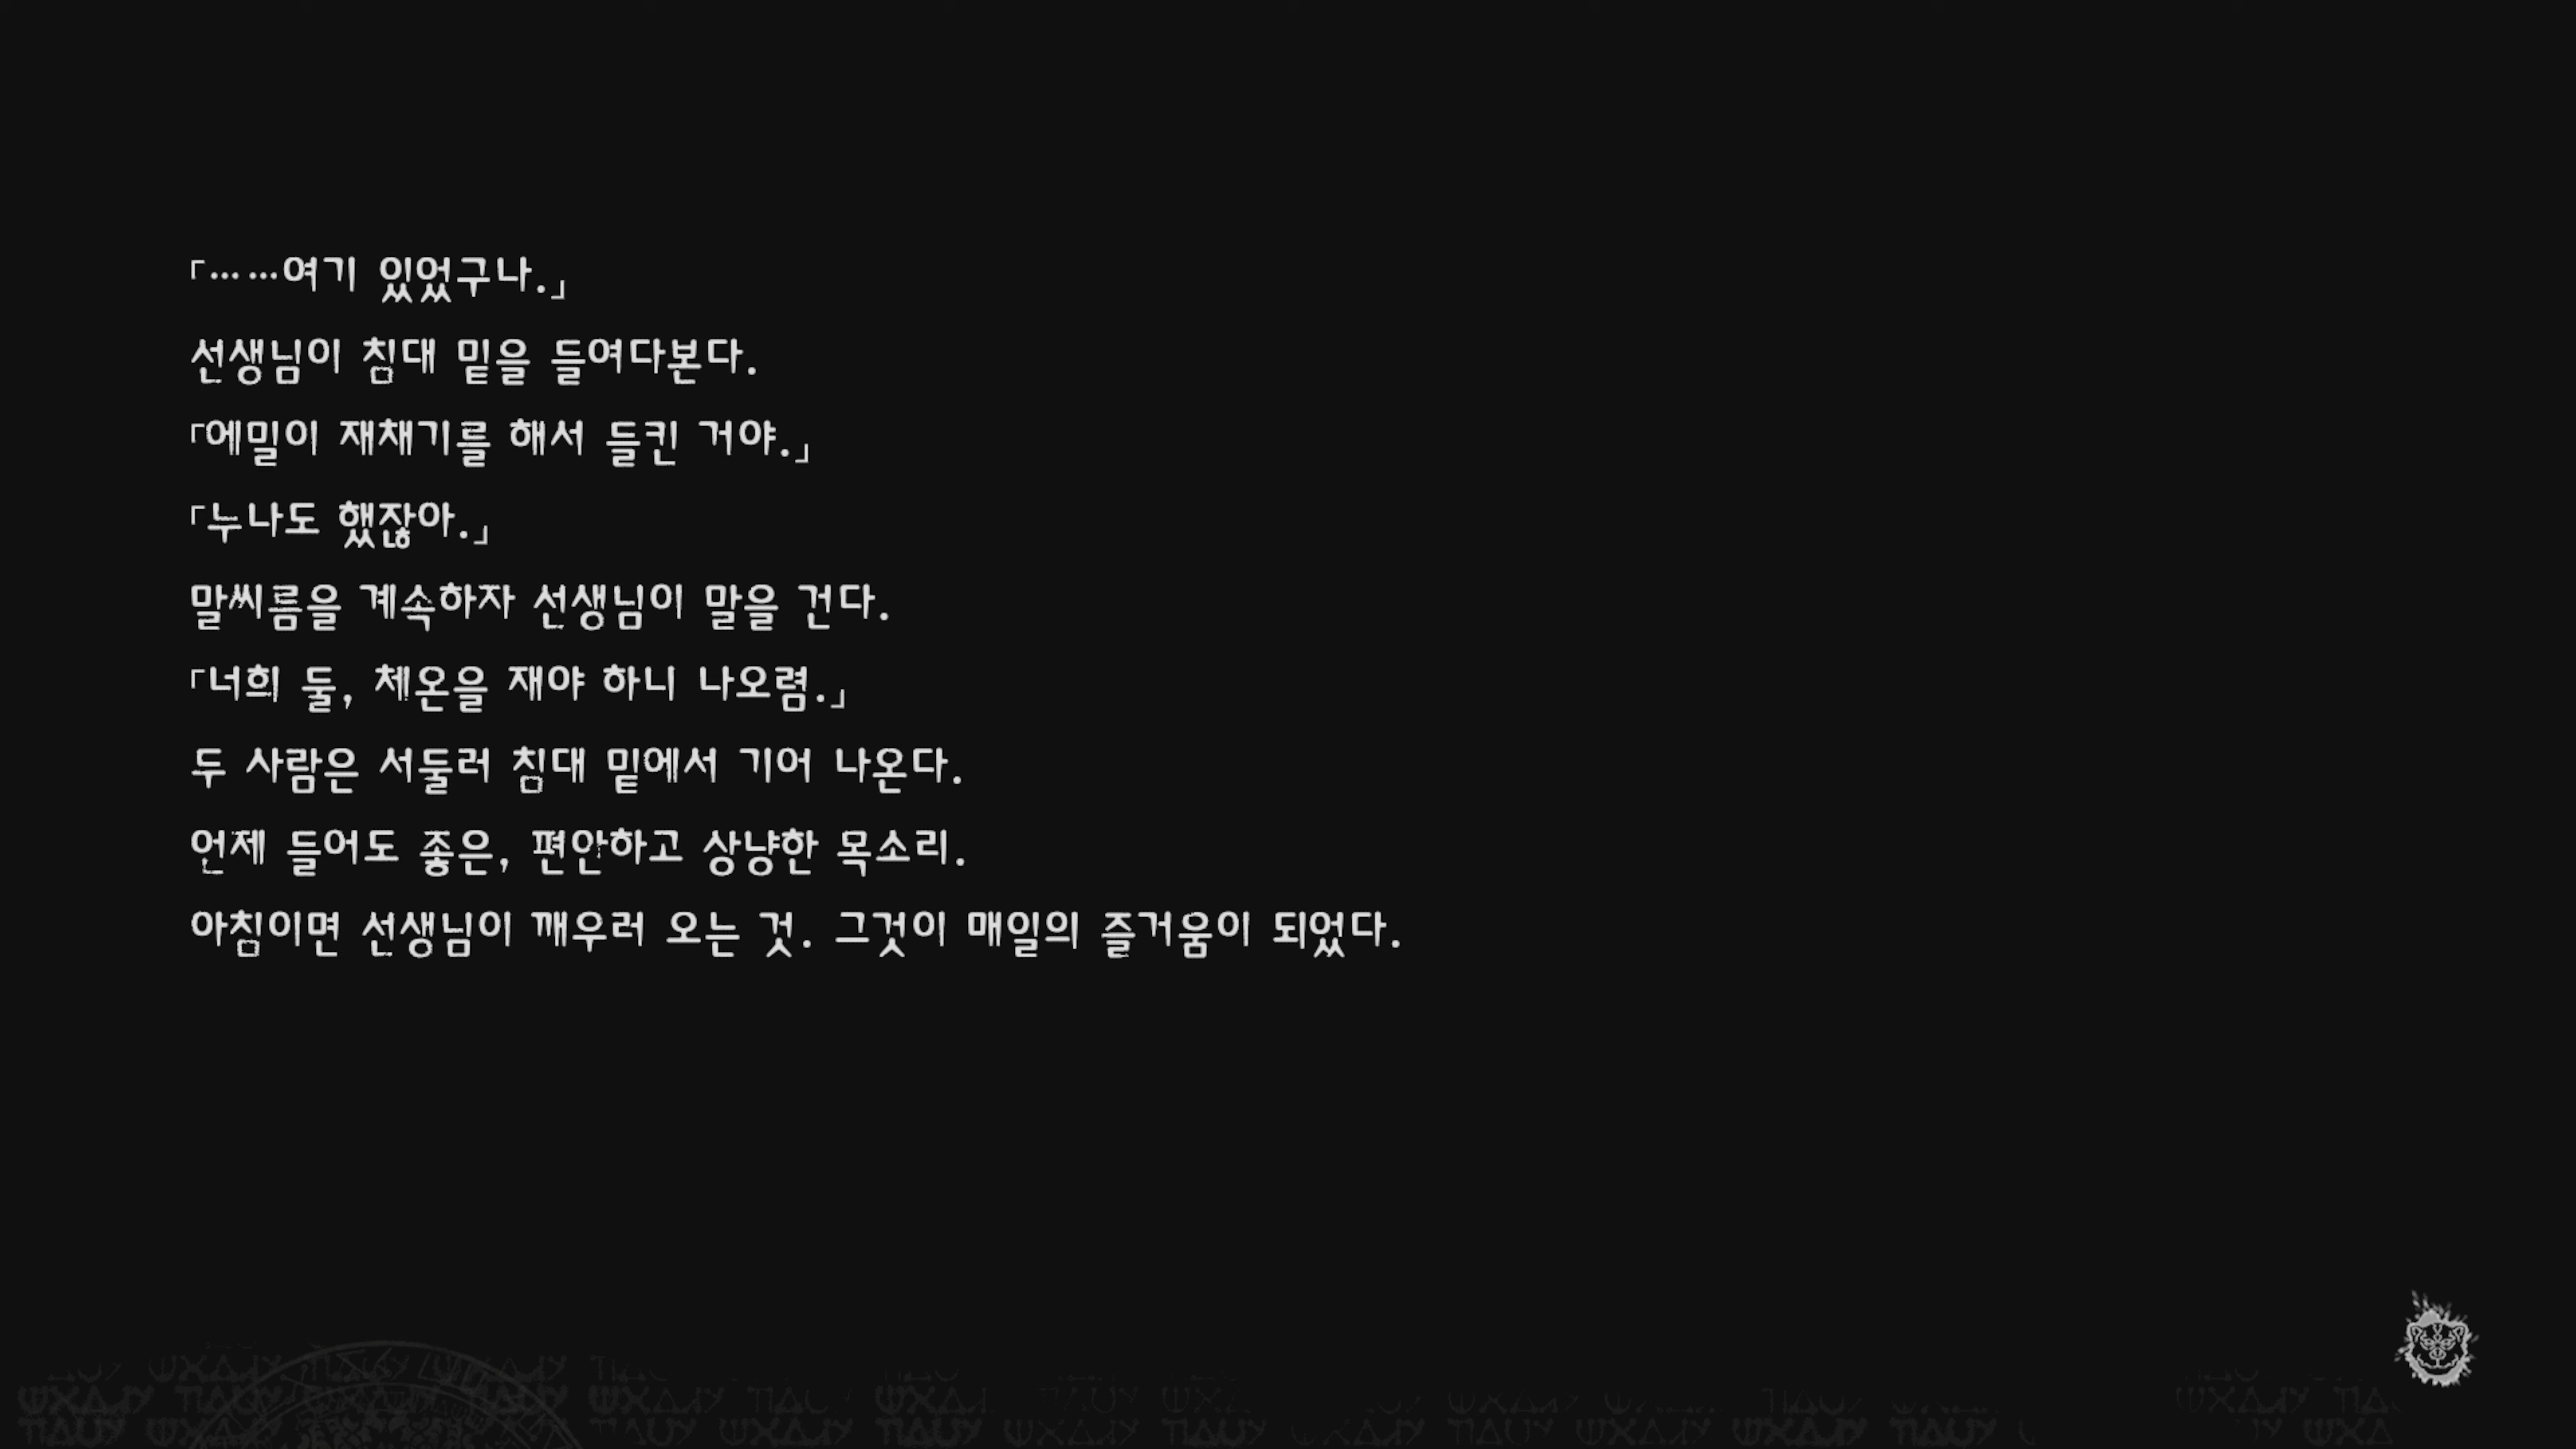 「……여기 있었구나.」
선생님이 침대 밑을 들여다본다.
「에밀이 재채기를 해서 들킨 거야.」
「누나도 했잖아.」
말씨름을 계속하자 선생님이 말을 건다.
「너희 둘, 체온을 재야 하니 나오렴.」
두 사람은 서둘러 침대 밑에서 기어 나온다.
언제 들어도 좋은, 편안하고 상냥한 목소리.
아침이면 선생님이 깨우러 오는 것. 그것이 매일의 즐거움이 되었다.